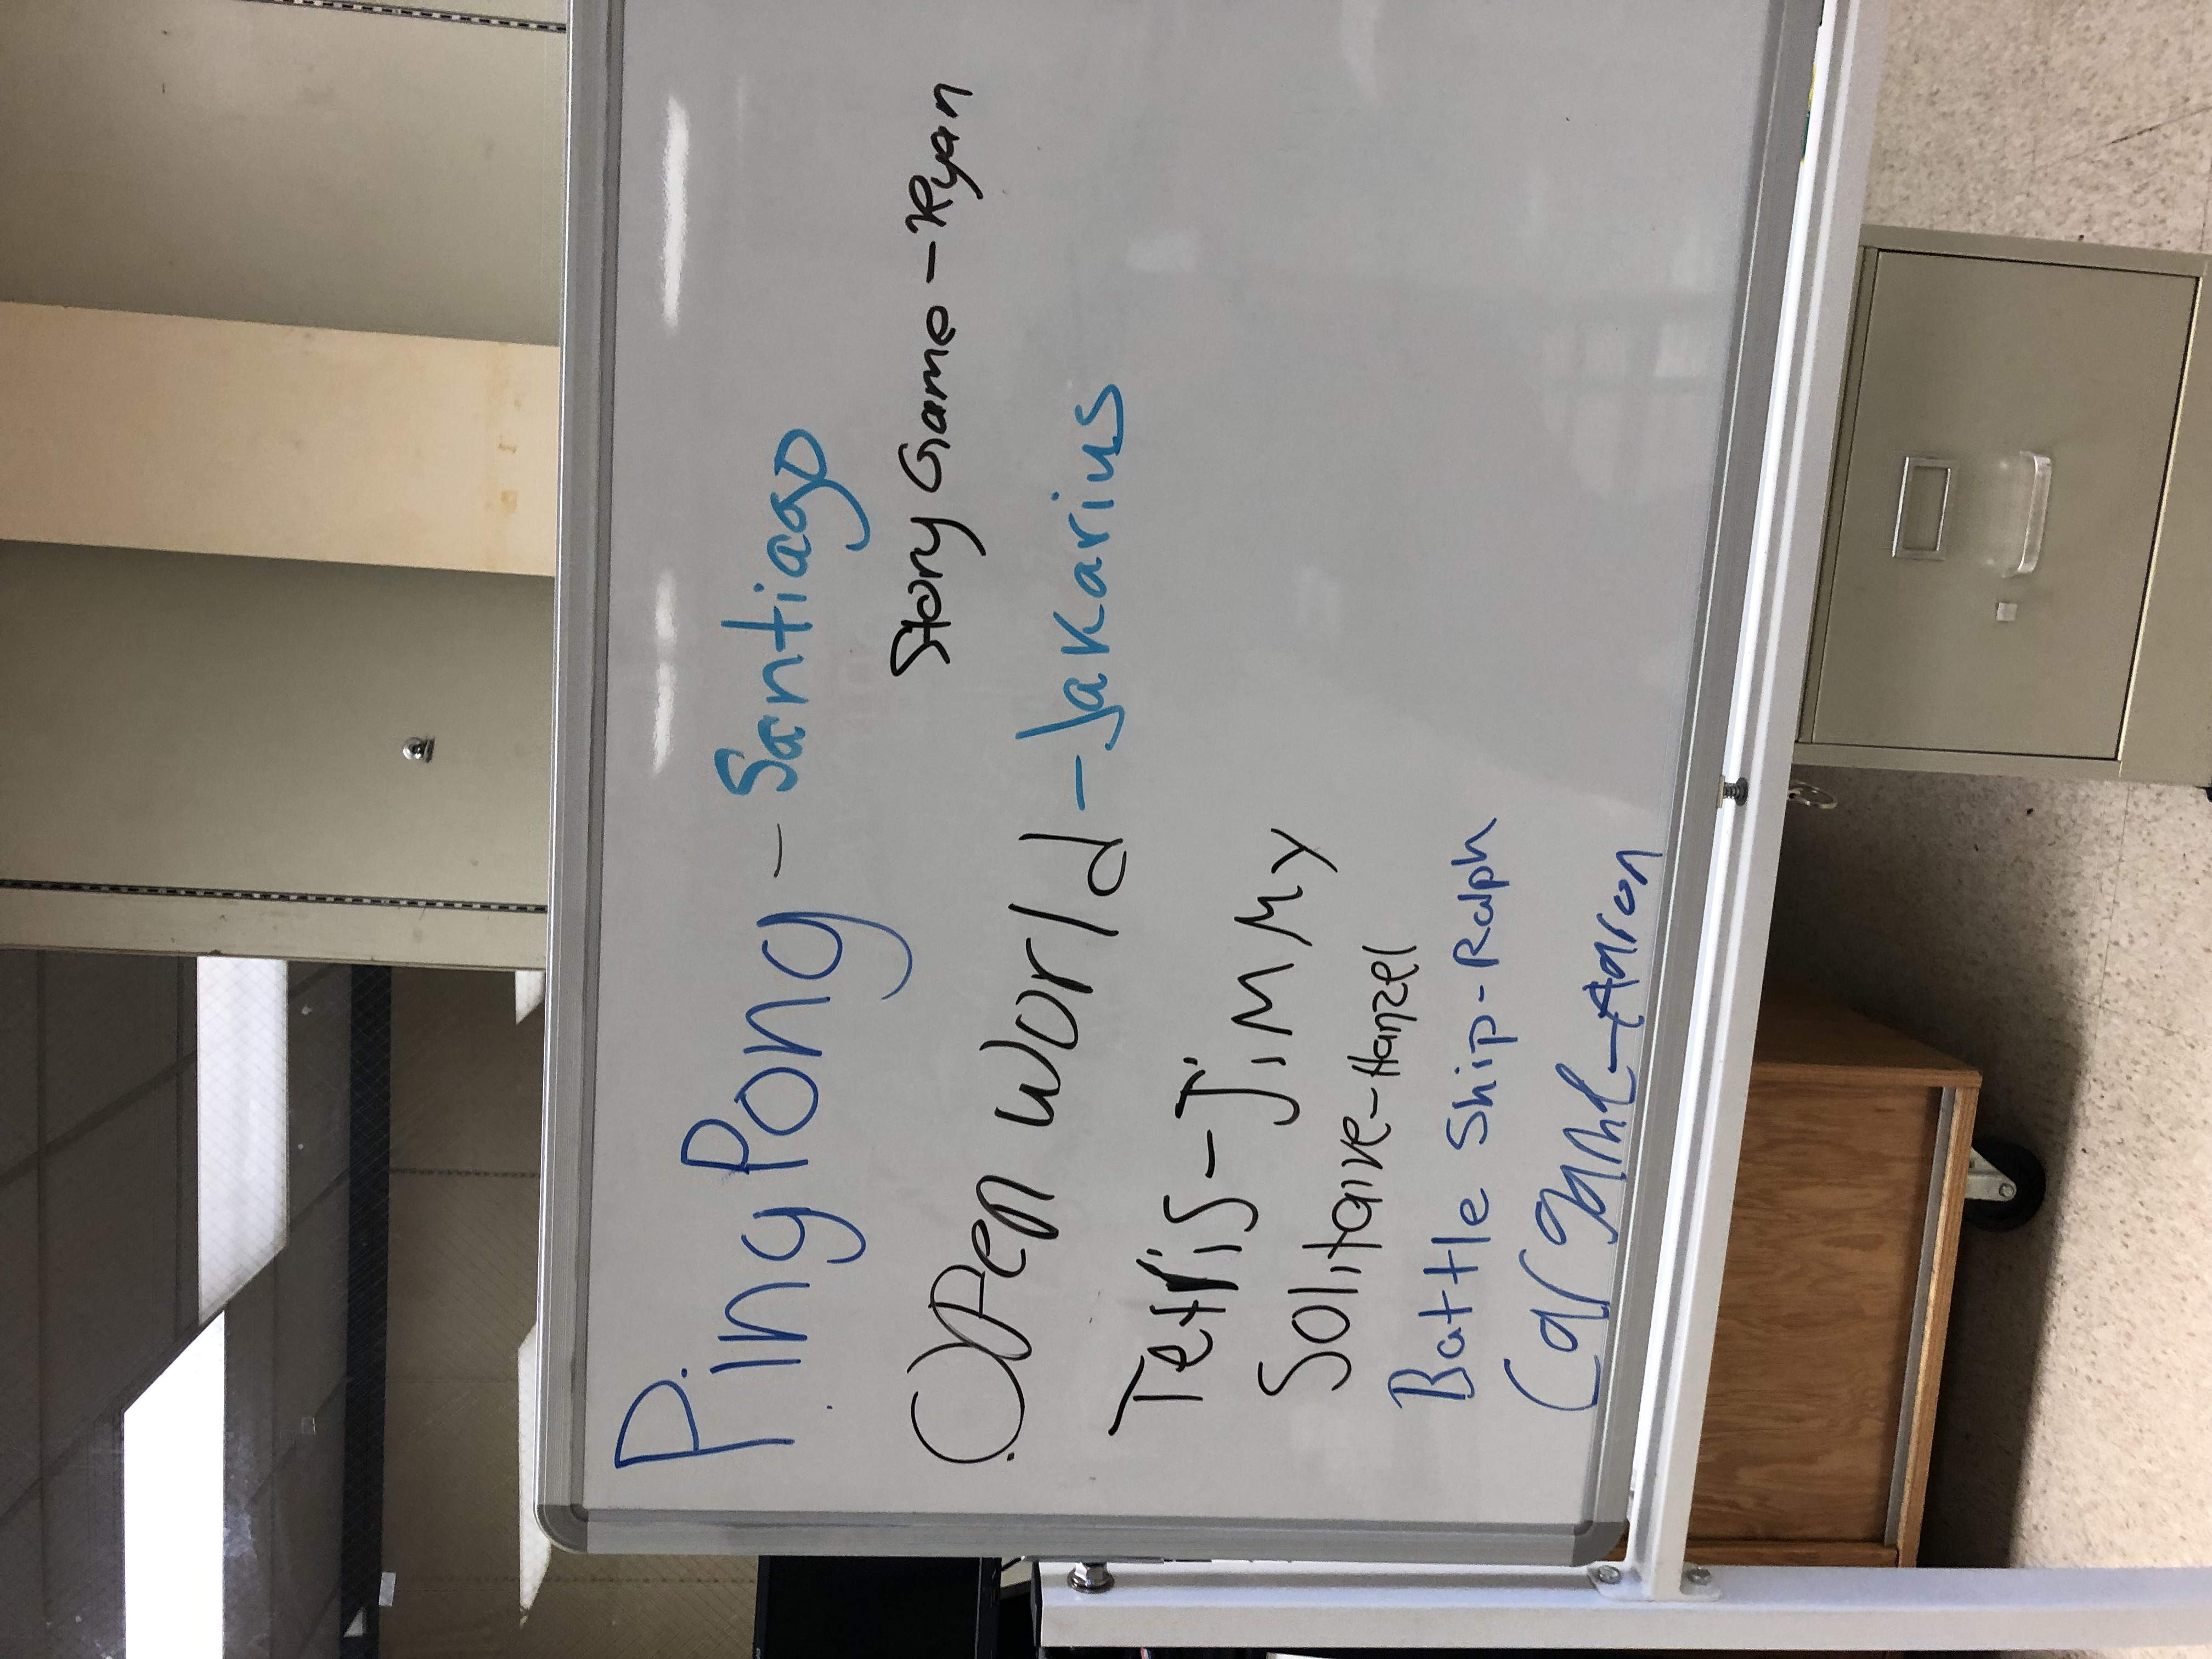 PingPong - Santiago
Story Game - Ryan
Open World - Jakarius
Tetris - Jimmy
Solitaire - Hanzel
Battle Ship - Ralph
Car game - Aaron